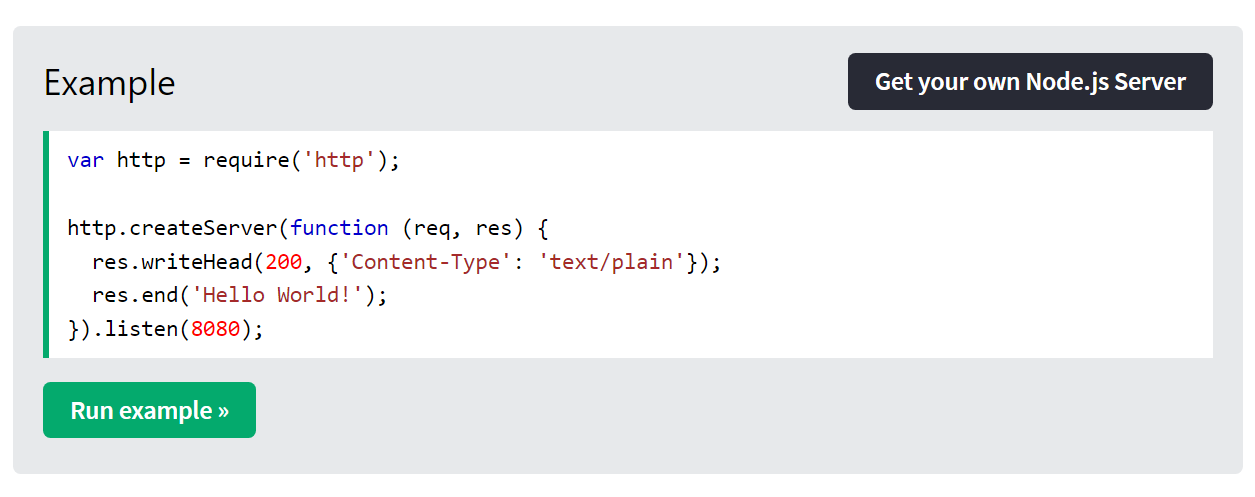 Example
Get your own Node.js Server
var http = require('http');
http.createServer(function (req, res) {
  res.writeHead(200, {'Content-Type': 'text/plain'});
  res.end('Hello World!');
}).listen(8080);
Run example »